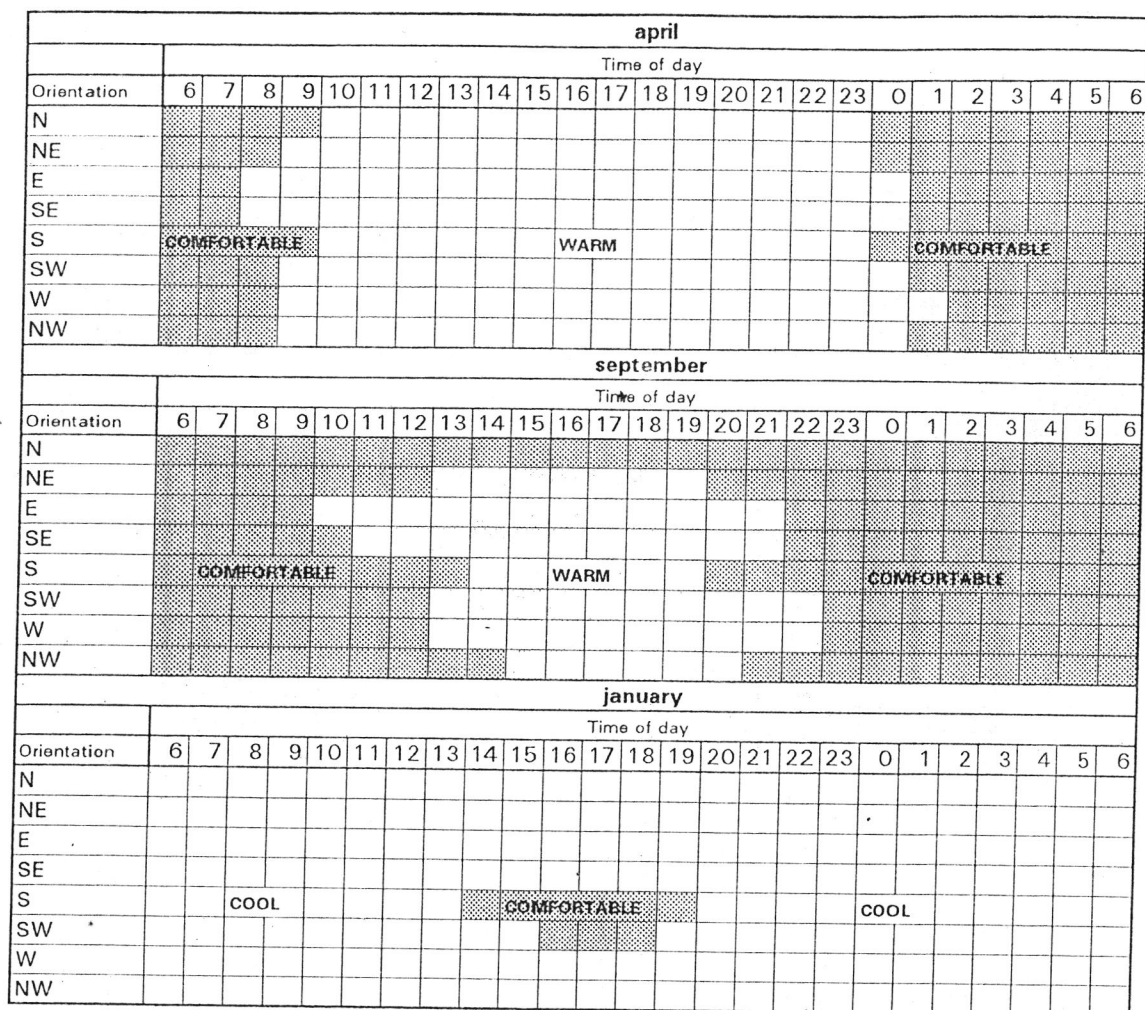 april
Time of day
Orientation 6 7 8 9 10 11 12 13 14 15 16 17 18 19 20 21 22 23 0 1 2 3 4 5 6
N
NE
E
SE
S COMFORTABLE WARM COMFORTABLE
SW
W
NW
september
Time of day
Orientation 6 7 8 9 10 11 12 13 14 15 16 17 18 19 20 21 22 23 0 1 2 3 4 5 6
N
NE
E
SE
S COMFORTABLE WARM COMFORTABLE
SW
W
NW
january
Time of day
Orientation 6 7 8 9 10 11 12 13 14 15 16 17 18 19 20 21 22 23 0 1 2 3 4 5 6
N
NE
E
SE
S COOL COMFORTABLE COOL
SW
W
NW